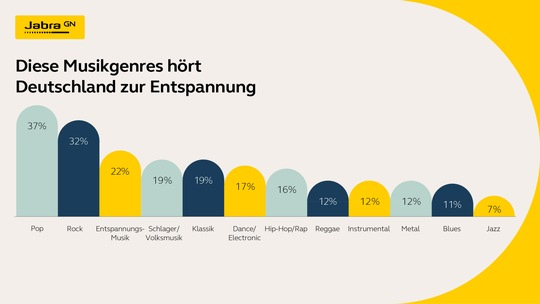 Jabra GN
Diese Musikgenres hört
Deutschland zur Entspannung
37%
32%
22%
19%
19%
17%
16%
12%
12%
12%
11%
7%
Pop
Rock
Entspannungs-
Musik
Schlager/
Volksmusik
Klassik
Dance/
Electronic
Hip-Hop/Rap
Reggae
Instrumental
Metal
Blues
Jazz